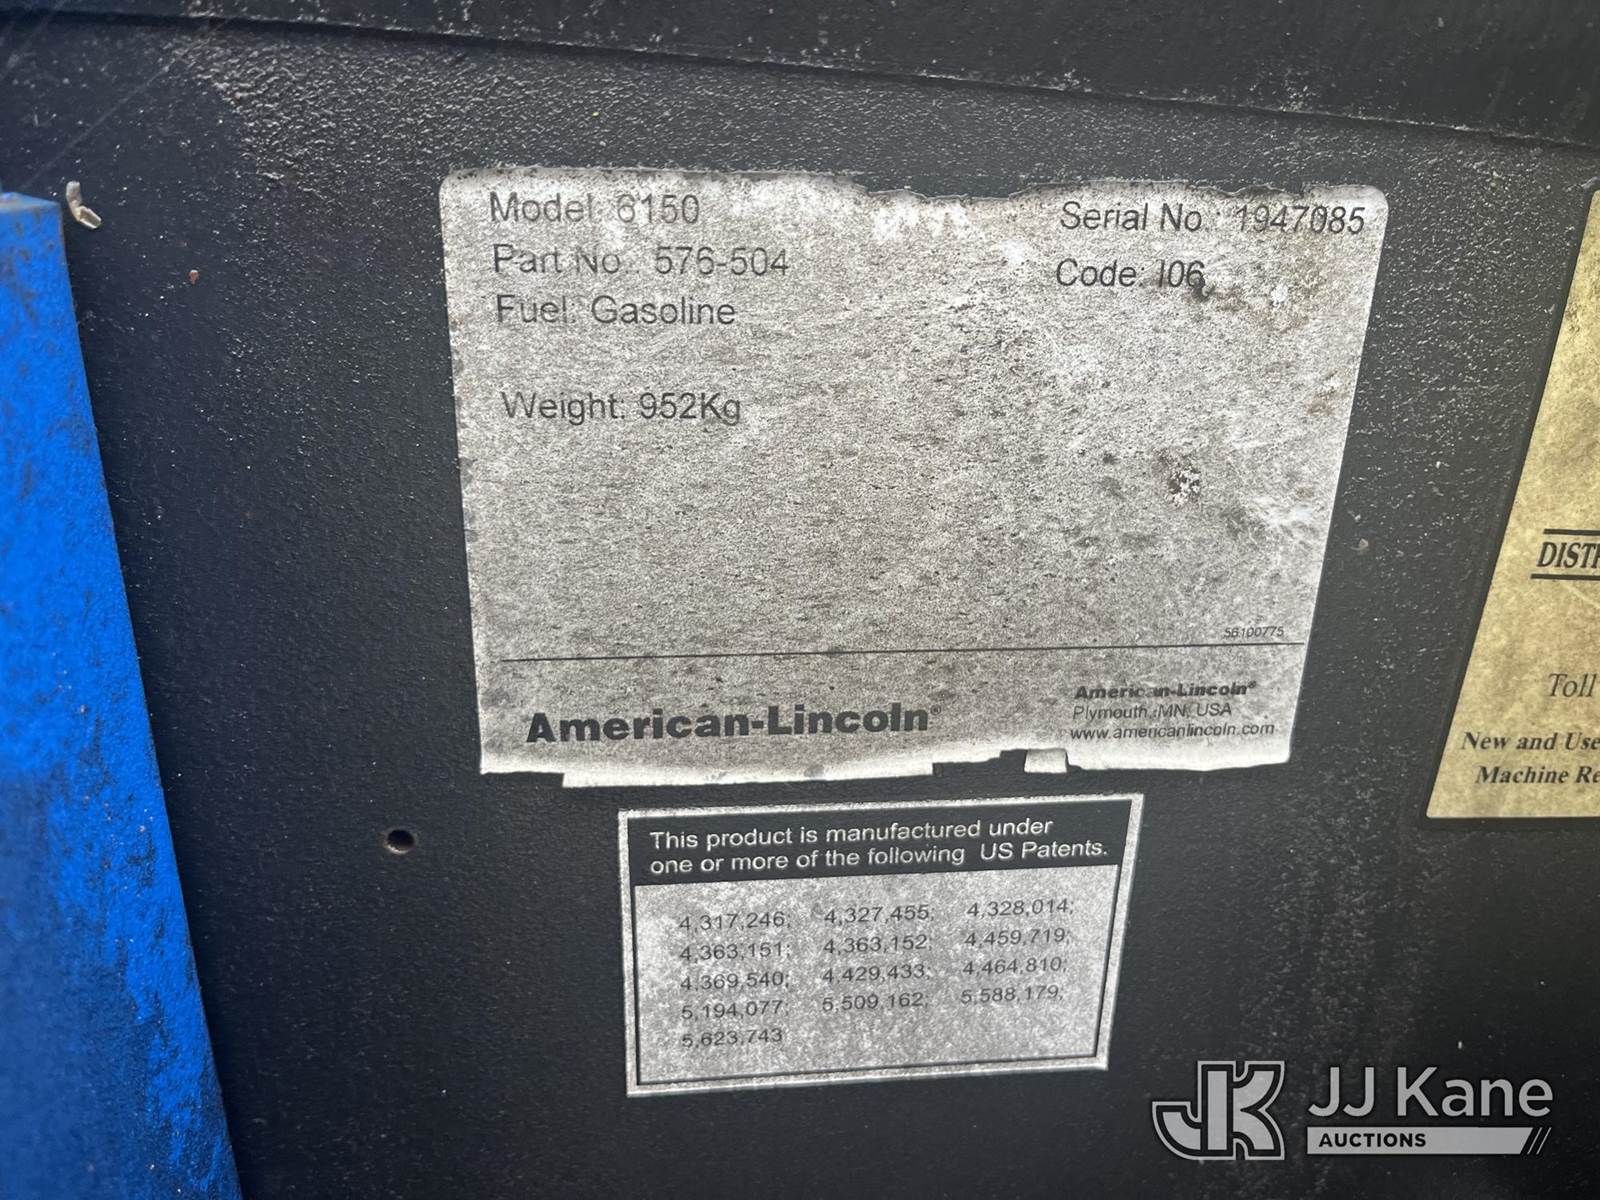 Model: 6150
Serial No.: 1947085
Part No.: 576-504
Code: I06
Fuel: Gasoline
Weight: 952Kg
56100775
American-Lincoln®
American-Lincoln®
Plymouth, MN, USA
www.americanlincoln.com
This product is manufactured under
one or more of the following US Patents.
4,317,246; 4,327,455; 4,328,014;
4,363,151; 4,363,152; 4,459,719;
4,369,540; 4,429,433; 4,464,810;
5,194,077; 5,509,162; 5,588,179;
5,623,743
Toll
New and
Machine
JK JJ Kane
AUCTIONS